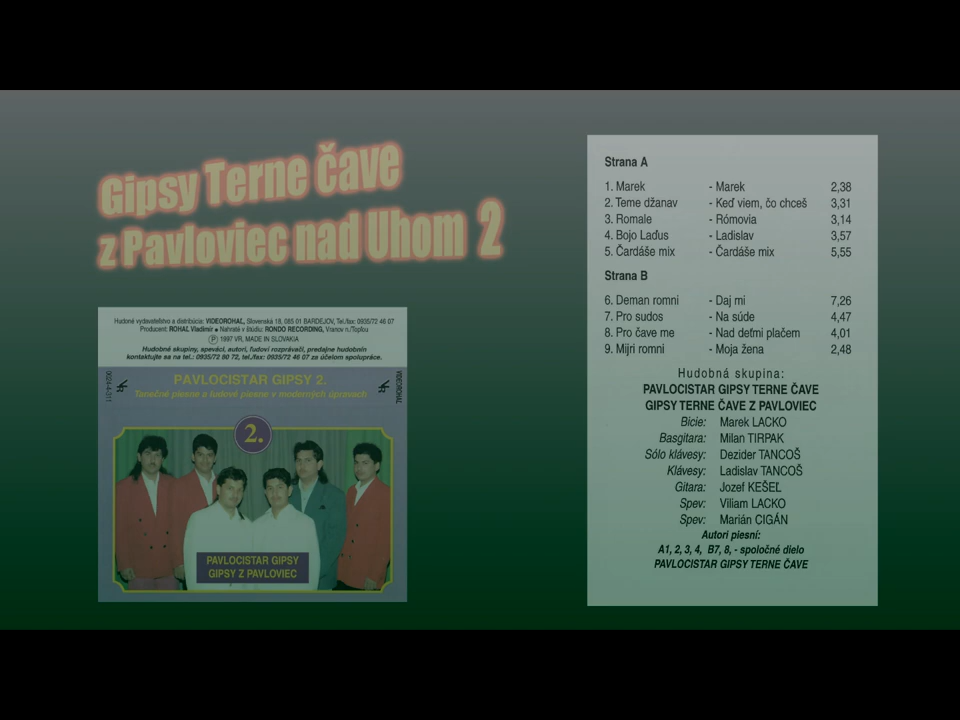 Gipsy Terne Čave
z Pavloviec nad Uhom 2
Hudoné vydavateľstvo a distribúcia: VIDEOROHAĽ, Slovenská 18, 085 01 BARDEJOV, Tel./fax: 0935/72 46 07
Producent: ROHAĽ Vladimír • Nahraté v štúdiu: RONDO RECORDING, Vranov n./Topľou
Ⓟ 1997 VR, MADE IN SLOVAKIA
Hudobné skupiny, speváci, autori, ľudoví rozprávači, predajne hudobnín
kontaktujte sa na tel.: 0935/72 80 72, tel./fax: 0935/72 46 07 za účelom spolupráce.
VR
VIDEOROHAĽ
VR
PAVLOCISTAR GIPSY 2.
Tanečné piesne a ľudové piesne v moderných úpravach
2.
PAVLOCISTAR GIPSY
GIPSY Z PAVLOVIEC
Strana A
1. Marek - Marek 2,38
2. Teme džanav - Keď viem, čo chceš 3,31
3. Romale - Rómovia 3,14
4. Bojo Laďus - Ladislav 3,57
5. Čardáše mix - Čardáše mix 5,55
Strana B
6. Deman romni - Daj mi 7,26
7. Pro sudos - Na súde 4,47
8. Pro čave me - Nad deťmi plačem 4,01
9. Mijri romni - Moja žena 2,48
Hudobná skupina:
PAVLOCISTAR GIPSY TERNE ČAVE
GIPSY TERNE ČAVE Z PAVLOVIEC
Bicie: Marek LACKO
Basgitara: Milan TIRPAK
Sólo klávesy: Dezider TANCOŠ
Klávesy: Ladislav TANCOŠ
Gitara: Jozef KEŠEĽ
Spev: Viliam LACKO
Spev: Marián CIGÁN
Autori piesní:
A1, 2, 3, 4, B7, 8, - spoločné dielo
PAVLOCISTAR GIPSY TERNE ČAVE